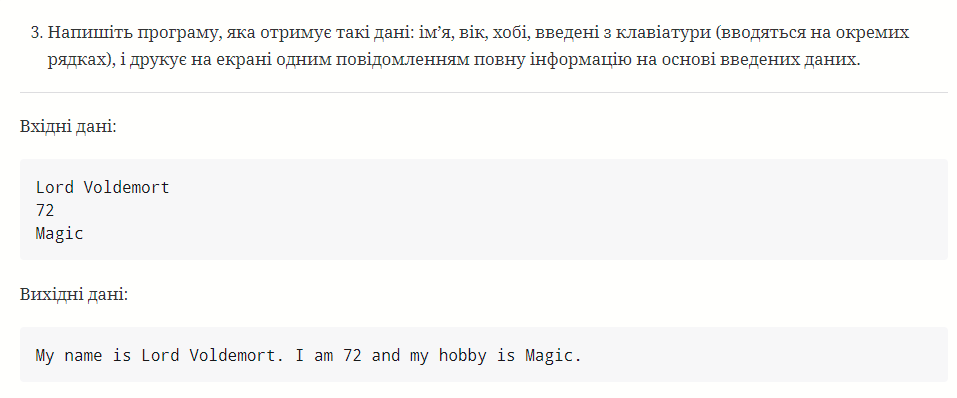 3. Напишіть програму, яка отримує такі дані: ім’я, вік, хобі, введені з клавіатури (вводяться на окремих
рядках), і друкує на екрані одним повідомленням повну інформацію на основі введених даних.
Вхідні дані:
Lord Voldemort
72
Magic
Вихідні дані:
My name is Lord Voldemort. I am 72 and my hobby is Magic.